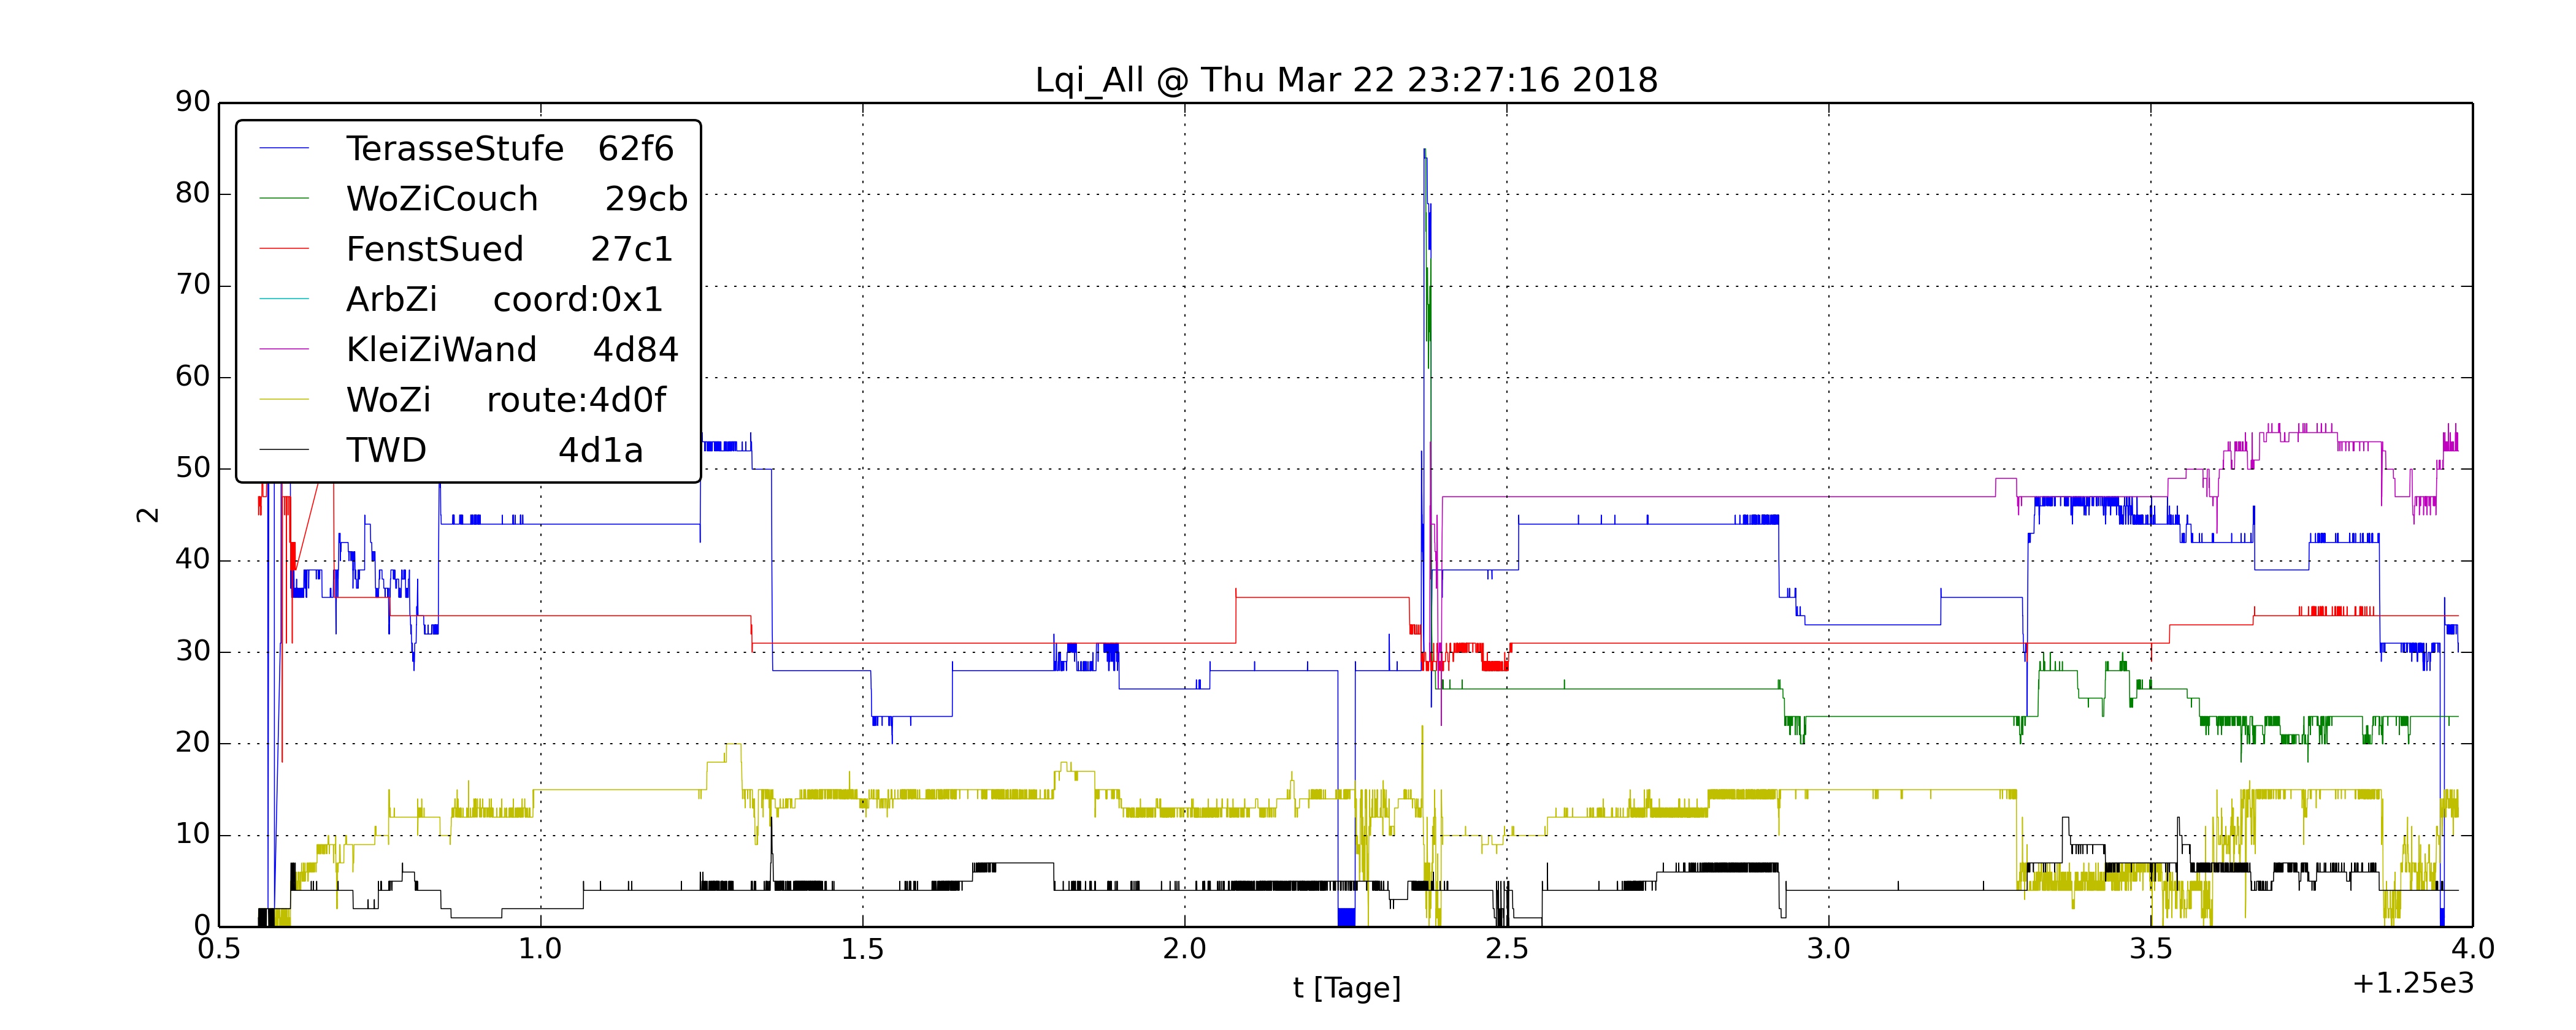 Lqi_All @ Thu Mar 22 23:27:16 2018
90
80
70
60
50
40
30
20
10
0
2
TerasseStufe 62f6
WoZiCouch 29cb
FenstSued 27c1
ArbZi coord:0x1
KleiZiWand 4d84
WoZi route:4d0f
TWD 4d1a
0.5 1.0 1.5 2.0 2.5 3.0 3.5 4.0
t [Tage]
+1.25e3